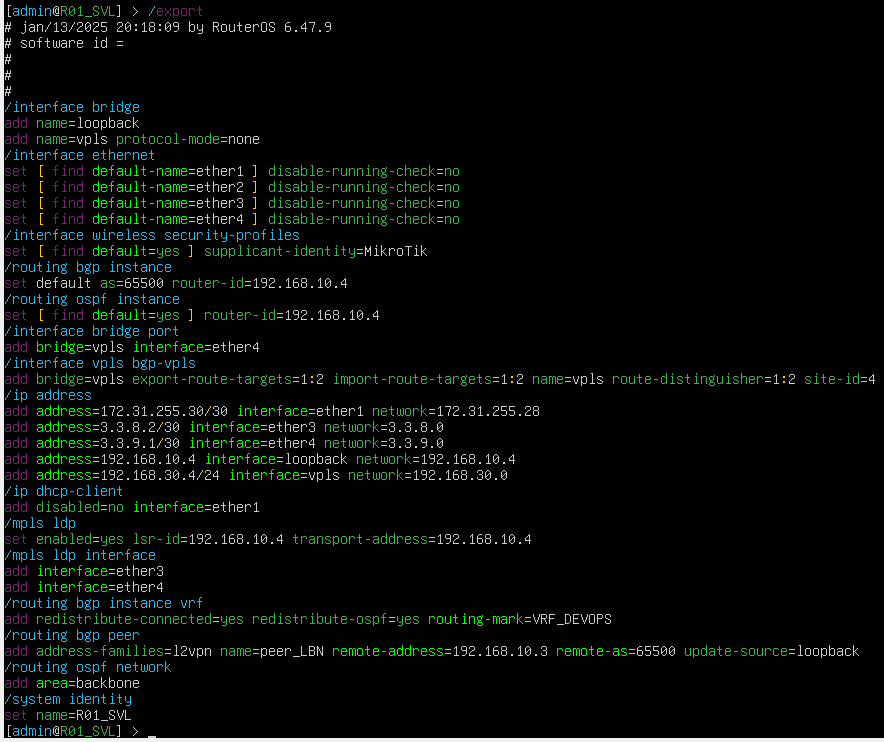 [admin@R01_SVL] > /export
# jan/13/2025 20:18:09 by RouterOS 6.47.9
# software id =
#
#
#
/interface bridge
add name=loopback
add name=vpls protocol-mode=none
/interface ethernet
set [ find default-name=ether1 ] disable-running-check=no
set [ find default-name=ether2 ] disable-running-check=no
set [ find default-name=ether3 ] disable-running-check=no
set [ find default-name=ether4 ] disable-running-check=no
/interface wireless security-profiles
set [ find default=yes ] supplicant-identity=MikroTik
/routing bgp instance
set default as=65500 router-id=192.168.10.4
/routing ospf instance
set [ find default=yes ] router-id=192.168.10.4
/interface bridge port
add bridge=vpls interface=ether4
/interface vpls bgp-vpls
add bridge=vpls export-route-targets=1:2 import-route-targets=1:2 name=vpls route-distinguisher=1:2 site-id=4
/ip address
add address=172.31.255.30/30 interface=ether1 network=172.31.255.28
add address=3.3.8.2/30 interface=ether3 network=3.3.8.0
add address=3.3.9.1/30 interface=ether4 network=3.3.9.0
add address=192.168.10.4 interface=loopback network=192.168.10.4
add address=192.168.30.4/24 interface=vpls network=192.168.30.0
/ip dhcp-client
add disabled=no interface=ether1
/mpls ldp
set enabled=yes lsr-id=192.168.10.4 transport-address=192.168.10.4
/mpls ldp interface
add interface=ether3
add interface=ether4
/routing bgp instance vrf
add redistribute-connected=yes redistribute-ospf=yes routing-mark=VRF_DEVOPS
/routing bgp peer
add address-families=l2vpn name=peer_LBN remote-address=192.168.10.3 remote-as=65500 update-source=loopback
/routing ospf network
add area=backbone
/system identity
set name=R01_SVL
[admin@R01_SVL] > _